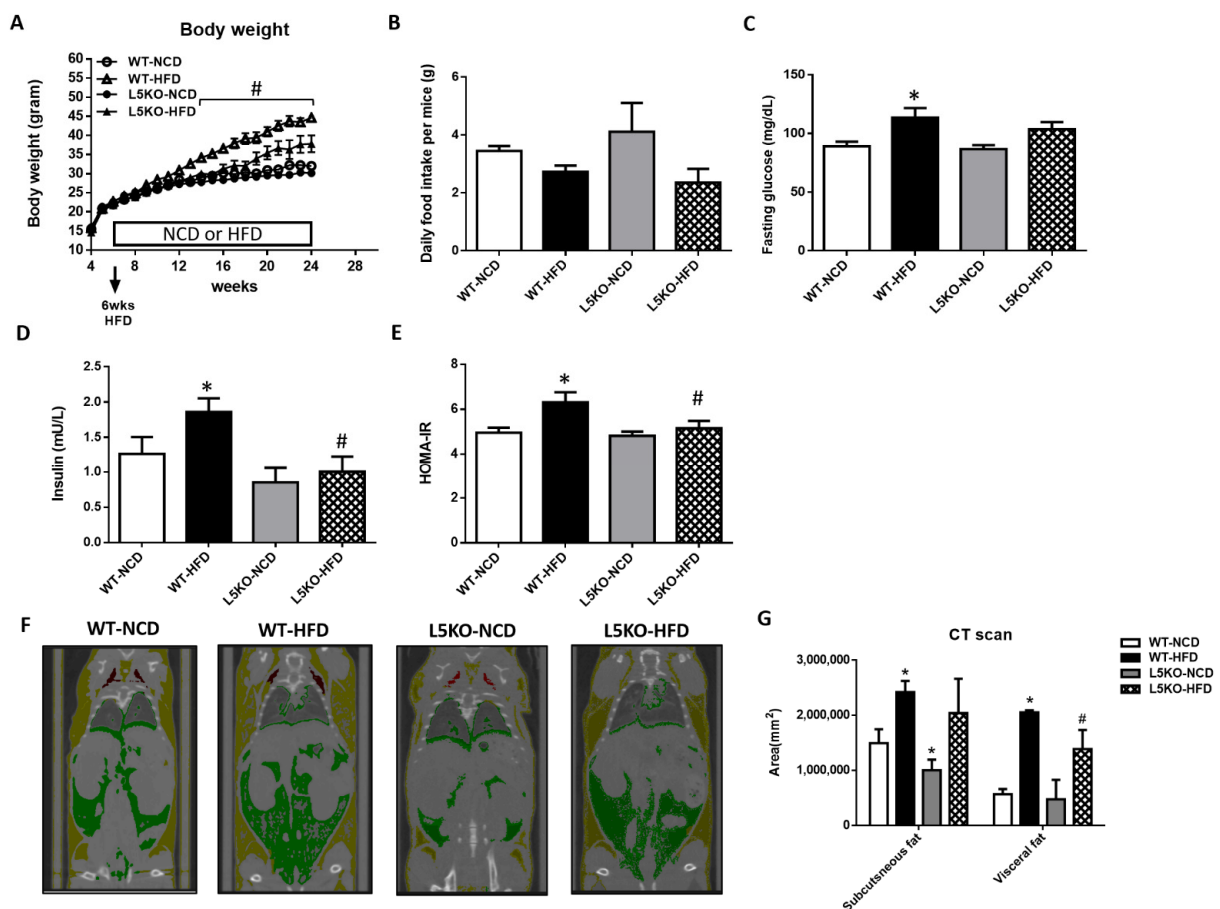 A
Body weight
Body weight (gram)
60
55
50
45
40
35
30
25
20
15
10
WT-NCD
WT-HFD
L5KO-NCD
L5KO-HFD
#
NCD or HFD
4 8 12 16 20 24 28
weeks
6wks
HFD
B
Daily food intake per mice (g)
6
4
2
0
WT-NCD
WT-HFD
L5KO-NCD
L5KO-HFD
C
Fasting glucose (mg/dL)
150
100
50
0
*
WT-NCD
WT-HFD
L5KO-NCD
L5KO-HFD
D
Insulin (mU/L)
2.5
2.0
1.5
1.0
0.5
0.0
*
#
WT-NCD
WT-HFD
L5KO-NCD
L5KO-HFD
E
HOMA-IR
8
6
4
2
0
*
#
WT-NCD
WT-HFD
L5KO-NCD
L5KO-HFD
F
WT-NCD
WT-HFD
L5KO-NCD
L5KO-HFD
G
CT scan
Area(mm²)
3,000,000
2,000,000
1,000,000
0
*
*
*
#
Subcutsneous fat
Visceral fat
WT-NCD
WT-HFD
L5KO-NCD
L5KO-HFD